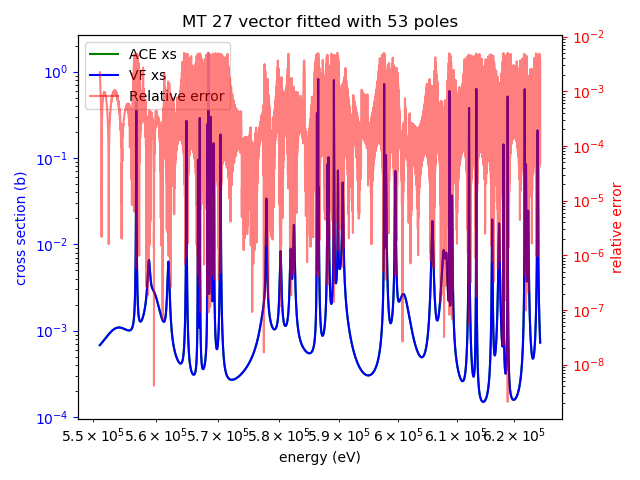 MT 27 vector fitted with 53 poles
ACE xs
VF xs
Relative error
10⁰
10⁻¹
10⁻²
10⁻³
10⁻⁴
cross section (b)
10⁻²
10⁻³
10⁻⁴
10⁻⁵
10⁻⁶
10⁻⁷
10⁻⁸
relative error
5.5 × 10⁵ 5.6 × 10⁵ 5.7 × 10⁵ 5.8 × 10⁵ 5.9 × 10⁵ 6 × 10⁵ 6.1 × 10⁵ 6.2 × 10⁵
energy (eV)